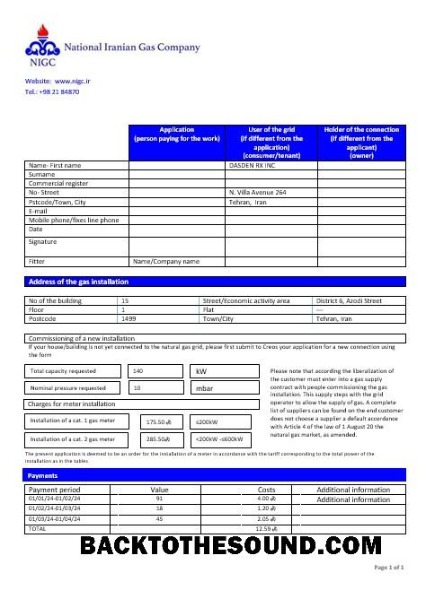 National Iranian Gas Company
NIGC
Website: www.nigc.ir
Tel.: +98 21 84870
Application (person paying for the work) User of the grid (if different from the application) (consumer/tenant) Holder of the connection (if different from the applicant) (owner)
Name- First name DASDEN RX INC
Surname
Commercial register
No- Street N. Villa Avenue 264
Pstcode/Town, City Tehran, Iran
E-mail
Mobile phone/fixes line phone
Date
Signature
Fitter Name/Company name
Address of the gas installation
No of the building 15 Street/Economic activity area District 6, Azodi Street
Floor 1 Flat ---
Postcode 1499 Town/City Tehran, Iran
Commissioning of a new installation
If your house/building is not yet connected to the natural gas grid, please first submit to Creos your application for a new connection using
the form
Total capacity requested 140 kW
Nominal pressure requested 10 mbar
Charges for meter installation
Installation of a cat. 1 gas meter 175.50 ≤200kW
Installation of a cat. 2 gas meter 285.50 <200kW -≤600kW
Please note that according the liberalization of
the customer must enter into a gas supply
contract with people commissioning the gas
installation. This supply steps with the grid
operator to allow the supply of gas. A complete
list of suppliers can be found on the end customer
does not choose a supplier a default accordance
with Article 4 of the law of 1 August 20 the
natural gas market, as amended.
The present application is deemed to be an order for the installation of a meter in accordance with the tariff corresponding to the total power of the
installation as in the tables
Payments
Payment period Value Costs Additional information
01/01/24-01/02/24 91 4.00 Additional information
01/02/24-01/03/24 18 1.20
01/03/24-01/04/24 45 2.05
TOTAL 12.59
BACKTOTHESOUND.COM
Page 1 of 1